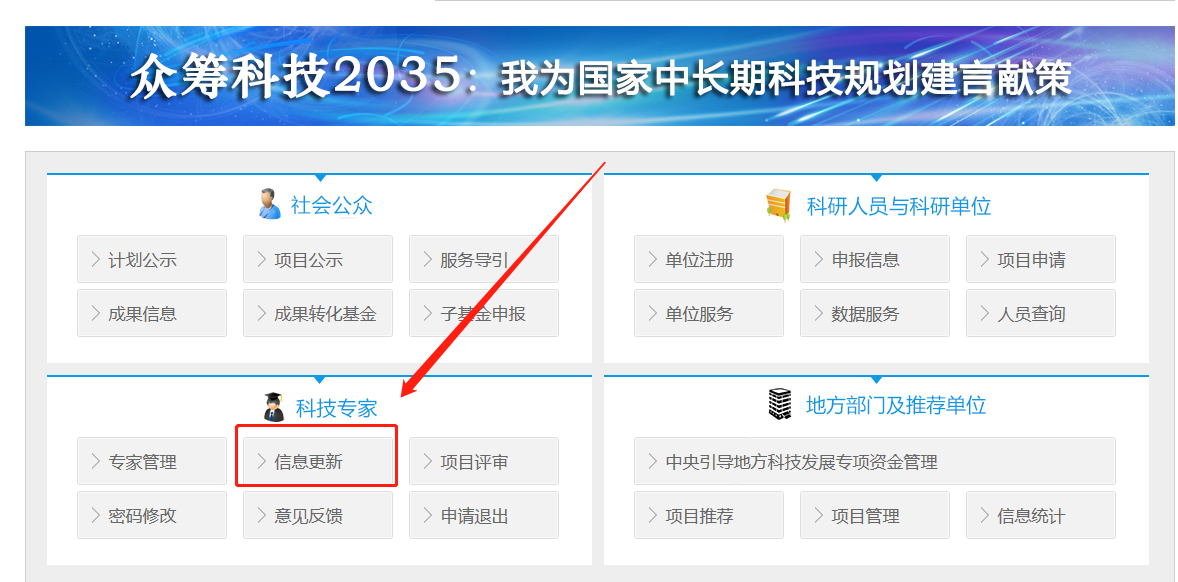 众筹科技2035：我为国家中长期科技规划建言献策
社会公众
计划公示
项目公示
服务导引
成果信息
成果转化基金
子基金申报
科研人员与科研单位
单位注册
申报信息
项目申请
单位服务
数据服务
人员查询
科技专家
专家管理
信息更新
项目评审
密码修改
意见反馈
申请退出
地方部门及推荐单位
中央引导地方科技发展专项资金管理
项目推荐
项目管理
信息统计